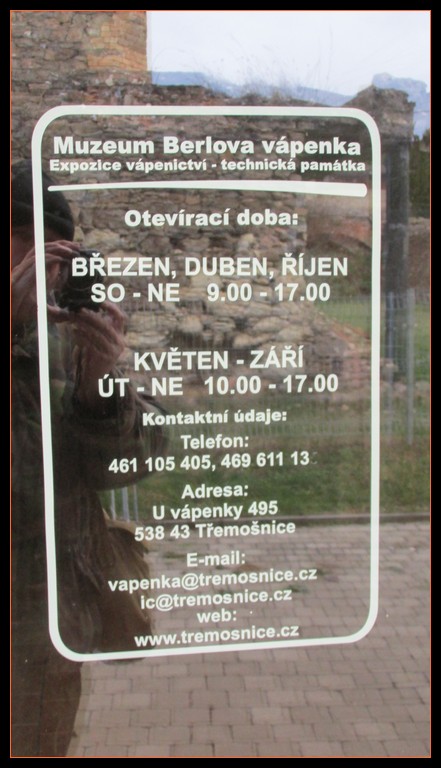 Muzeum Berlova vápenka
Expozice vápenictví - technická památka
Otevírací doba:
BŘEZEN, DUBEN, ŘÍJEN
SO - NE 9.00 - 17.00
KVĚTEN - ZÁŘÍ
ÚT - NE 10.00 - 17.00
Kontaktní údaje:
Telefon:
461 105 405, 469 611 13
Adresa:
U vápenky 495
538 43 Třemošnice
E-mail:
vapenka@tremosnice.cz
ic@tremosnice.cz
web:
www.tremosnice.cz